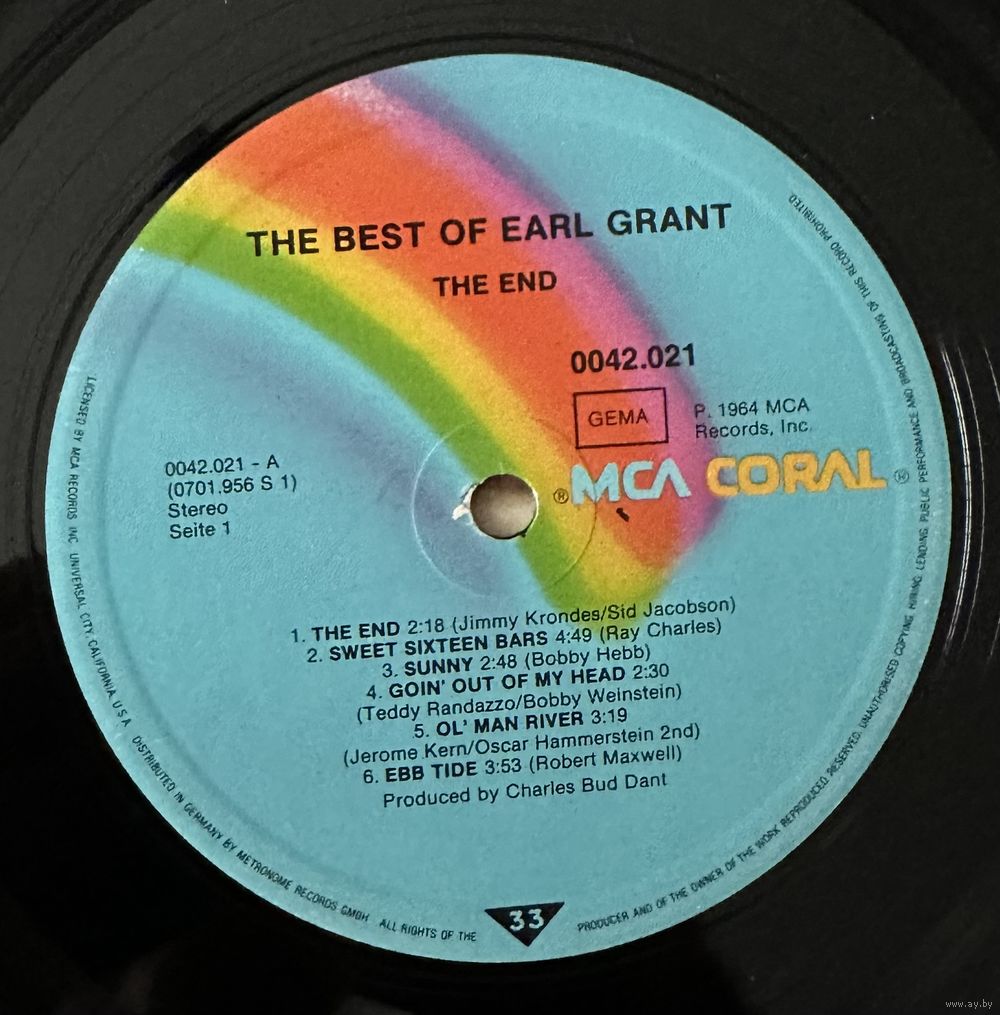 THE BEST OF EARL GRANT
THE END
0042.021
GEMA
P. 1964 MCA
Records, Inc.
® MCA CORAL ®
0042.021 - A
(0701.956 S 1)
Stereo
Seite 1
1. THE END 2:18 (Jimmy Krondes/Sid Jacobson)
2. SWEET SIXTEEN BARS 4:49 (Ray Charles)
3. SUNNY 2:48 (Bobby Hebb)
4. GOIN' OUT OF MY HEAD 2:30
(Teddy Randazzo/Bobby Weinstein)
5. OL' MAN RIVER 3:19
(Jerome Kern/Oscar Hammerstein 2nd)
6. EBB TIDE 3:53 (Robert Maxwell)
Produced by Charles Bud Dant
33
LICENSED BY MCA RECORDS INC. UNIVERSAL CITY, CALIFORNIA, U.S.A. DISTRIBUTED IN GERMANY BY METRONOME RECORDS GMBH ALL RIGHTS OF THE
PRODUCER AND OF THE OWNER OF THE WORK REPRODUCED RESERVED. UNAUTHORISED COPYING, HIRING, LENDING, PUBLIC PERFORMANCE AND BROADCASTING OF THIS RECORD PROHIBITED.
www.ay.by